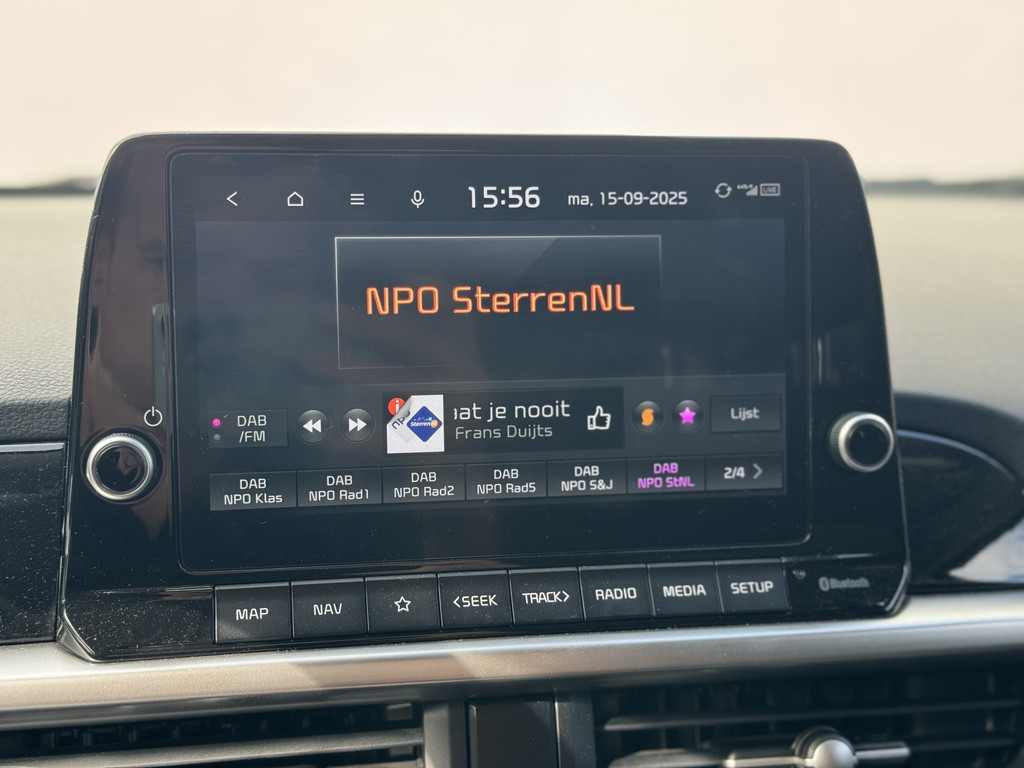 15:56
ma, 15-09-2025
LIVE
NPO SterrenNL
DAB
/FM
aat je nooit
Frans Duijts
Lijst
DAB
NPO Klas
DAB
NPO Rad1
DAB
NPO Rad2
DAB
NPO Rad5
DAB
NPO S&J
DAB
NPO StNL
2/4
MAP
NAV
<SEEK
TRACK>
RADIO
MEDIA
SETUP
Bluetooth